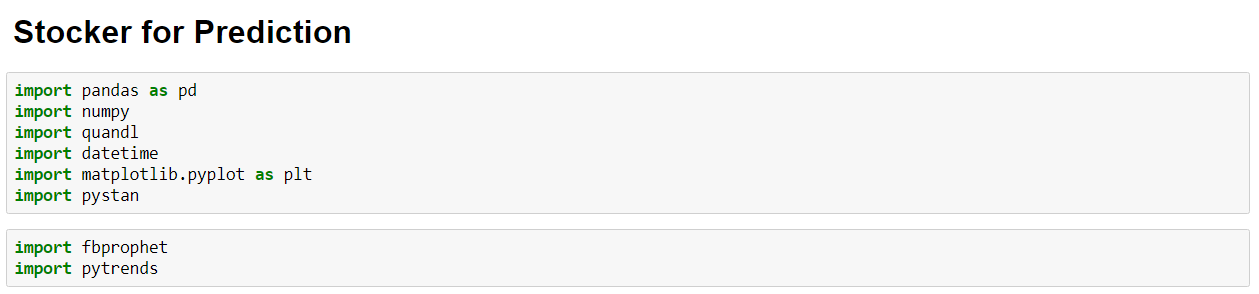 Stocker for Prediction
import pandas as pd
import numpy
import quandl
import datetime
import matplotlib.pyplot as plt
import pystan
import fbprophet
import pytrends